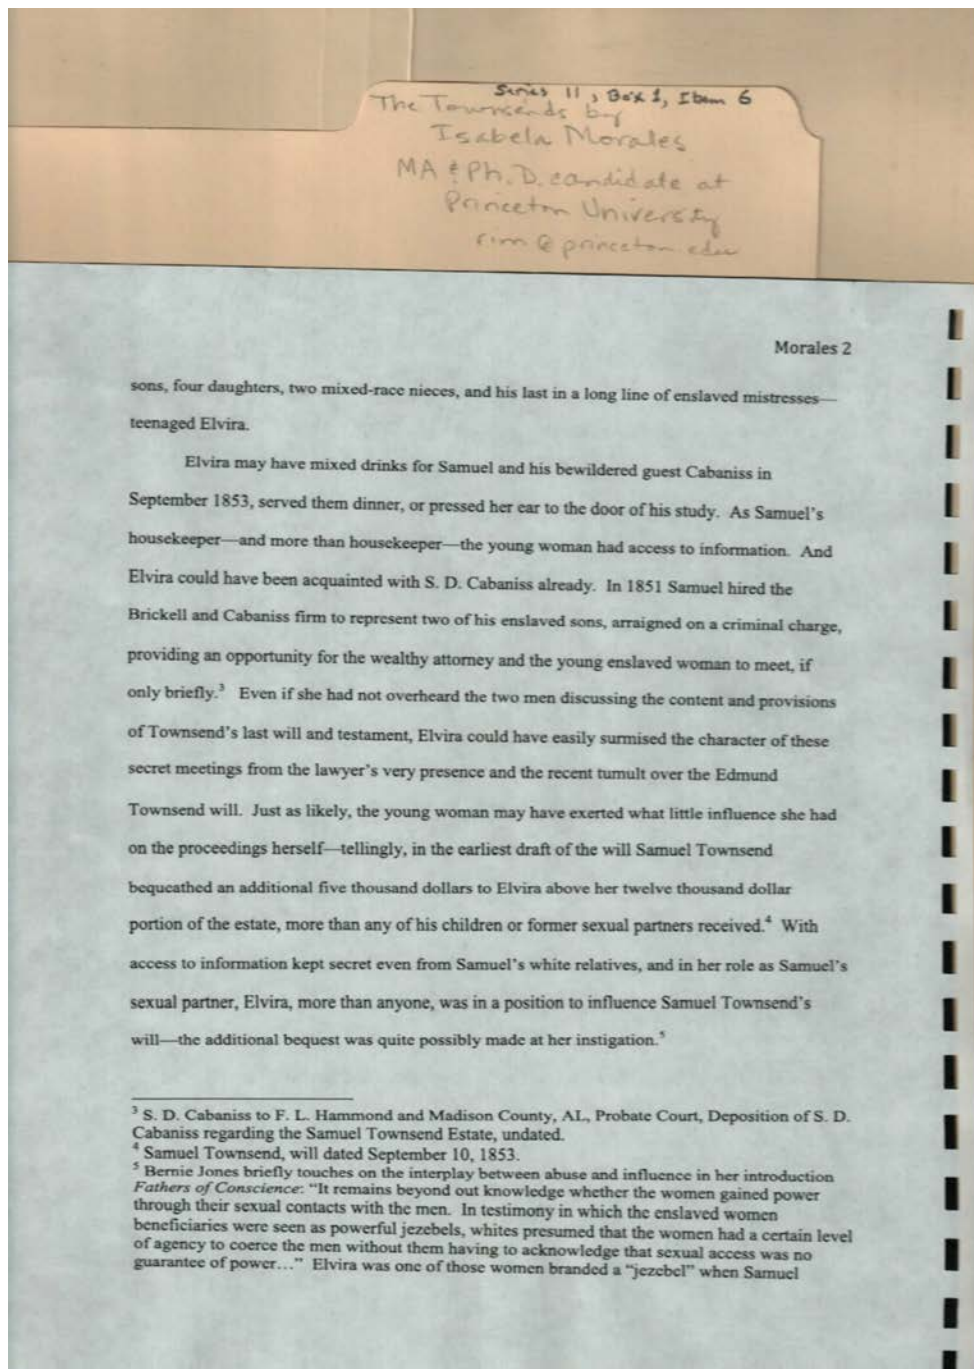 Series 11, Box 1, Item 6
The Townsends by
Isabela Morales
MA & Ph.D. candidate at
Princeton University
rim@princeton.edu
Morales 2
sons, four daughters, two mixed-race nieces, and his last in a long line of enslaved mistresses—
teenaged Elvira.
Elvira may have mixed drinks for Samuel and his bewildered guest Cabaniss in
September 1853, served them dinner, or pressed her ear to the door of his study. As Samuel's
housekeeper—and more than housekeeper—the young woman had access to information. And
Elvira could have been acquainted with S. D. Cabaniss already. In 1851 Samuel hired the
Brickell and Cabaniss firm to represent two of his enslaved sons, arraigned on a criminal charge,
providing an opportunity for the wealthy attorney and the young enslaved woman to meet, if
only briefly.³ Even if she had not overheard the two men discussing the content and provisions
of Townsend's last will and testament, Elvira could have easily surmised the character of these
secret meetings from the lawyer's very presence and the recent tumult over the Edmund
Townsend will. Just as likely, the young woman may have exerted what little influence she had
on the proceedings herself—tellingly, in the earliest draft of the will Samuel Townsend
bequeathed an additional five thousand dollars to Elvira above her twelve thousand dollar
portion of the estate, more than any of his children or former sexual partners received.⁴ With
access to information kept secret even from Samuel's white relatives, and in her role as Samuel's
sexual partner, Elvira, more than anyone, was in a position to influence Samuel Townsend's
will—the additional bequest was quite possibly made at her instigation.⁵
³ S. D. Cabaniss to F. L. Hammond and Madison County, AL, Probate Court, Deposition of S. D.
Cabaniss regarding the Samuel Townsend Estate, undated.
⁴ Samuel Townsend, will dated September 10, 1853.
⁵ Bernie Jones briefly touches on the interplay between abuse and influence in her introduction
Fathers of Conscience: “It remains beyond out knowledge whether the women gained power
through their sexual contacts with the men. In testimony in which the enslaved women
beneficiaries were seen as powerful jezebels, whites presumed that the women had a certain level
of agency to coerce the men without them having to acknowledge that sexual access was no
guarantee of power…” Elvira was one of those women branded a “jezebel” when Samuel